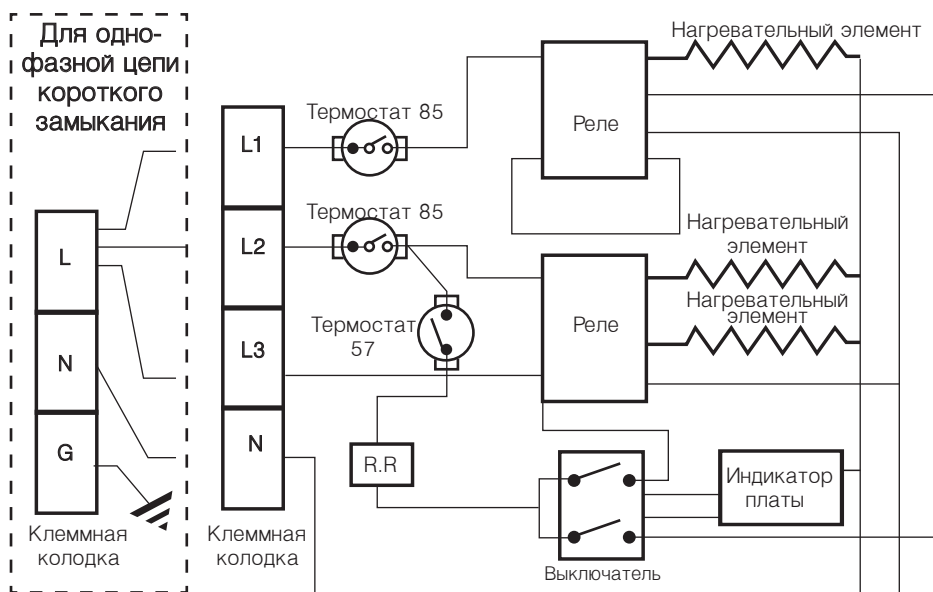 Для одно-
фазной цепи
короткого
замыкания
L
N
G
Клеммная
колодка
L1
L2
L3
N
Клеммная
колодка
Термостат 85
Термостат 85
Термостат
57
R.R
Реле
Реле
Нагревательный элемент
Нагревательный
элемент
Нагревательный
элемент
Выключатель
Индикатор
платы